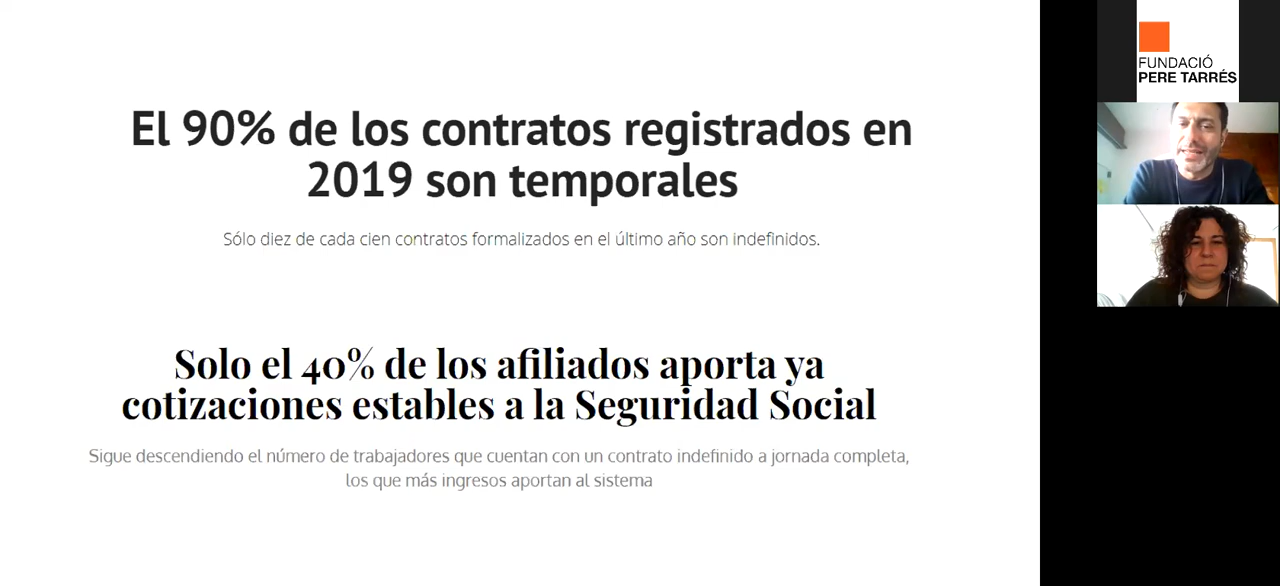 El 90% de los contratos registrados en
2019 son temporales
Sólo diez de cada cien contratos formalizados en el último año son indefinidos.
Solo el 40% de los afiliados aporta ya
cotizaciones estables a la Seguridad Social
Sigue descendiendo el número de trabajadores que cuentan con un contrato indefinido a jornada completa,
los que más ingresos aportan al sistema
FUNDACIÓ
PERE TARRÉS